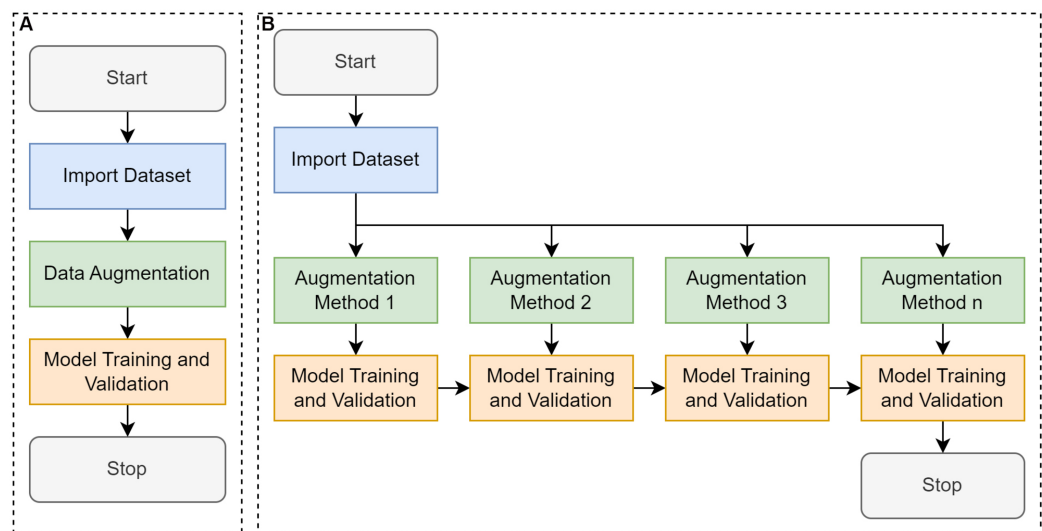 A
Start
Import Dataset
Data Augmentation
Model Training and
Validation
Stop
B
Start
Import Dataset
Augmentation
Method 1
Augmentation
Method 2
Augmentation
Method 3
Augmentation
Method n
Model Training
and Validation
Model Training
and Validation
Model Training
and Validation
Model Training
and Validation
Stop